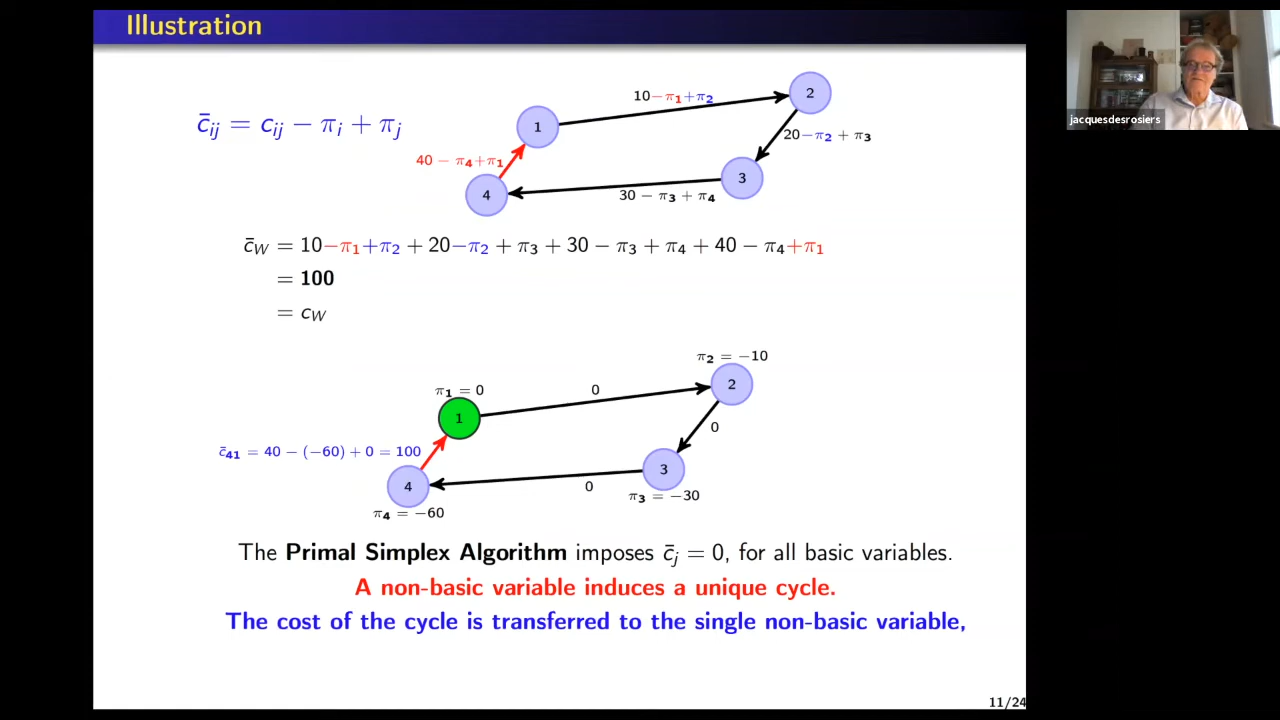 Illustration
c̄ij = cij − πi + πj
10−π1+π2
2
1
20−π2 + π3
40 − π4+π1
3
4
30 − π3 + π4
c̄W = 10−π1+π2 + 20−π2 + π3 + 30 − π3 + π4 + 40 − π4+π1
= 100
= cW
π2 = −10
2
π1 = 0
0
1
0
c̄41 = 40 − (−60) + 0 = 100
3
4
0
π3 = −30
π4 = −60
The Primal Simplex Algorithm imposes c̄j = 0, for all basic variables.
A non-basic variable induces a unique cycle.
The cost of the cycle is transferred to the single non-basic variable,
11/24
jacquesdesrosiers